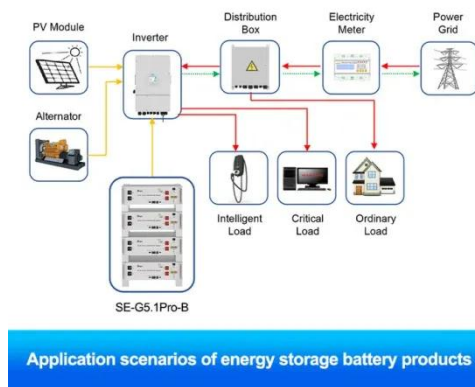 PV Module
Inverter
Distribution
Box
Electricity
Meter
Power
Grid
Alternator
Intelligent
Load
Critical
Load
Ordinary
Load
SE-G5.1Pro-B
Application scenarios of energy storage battery products